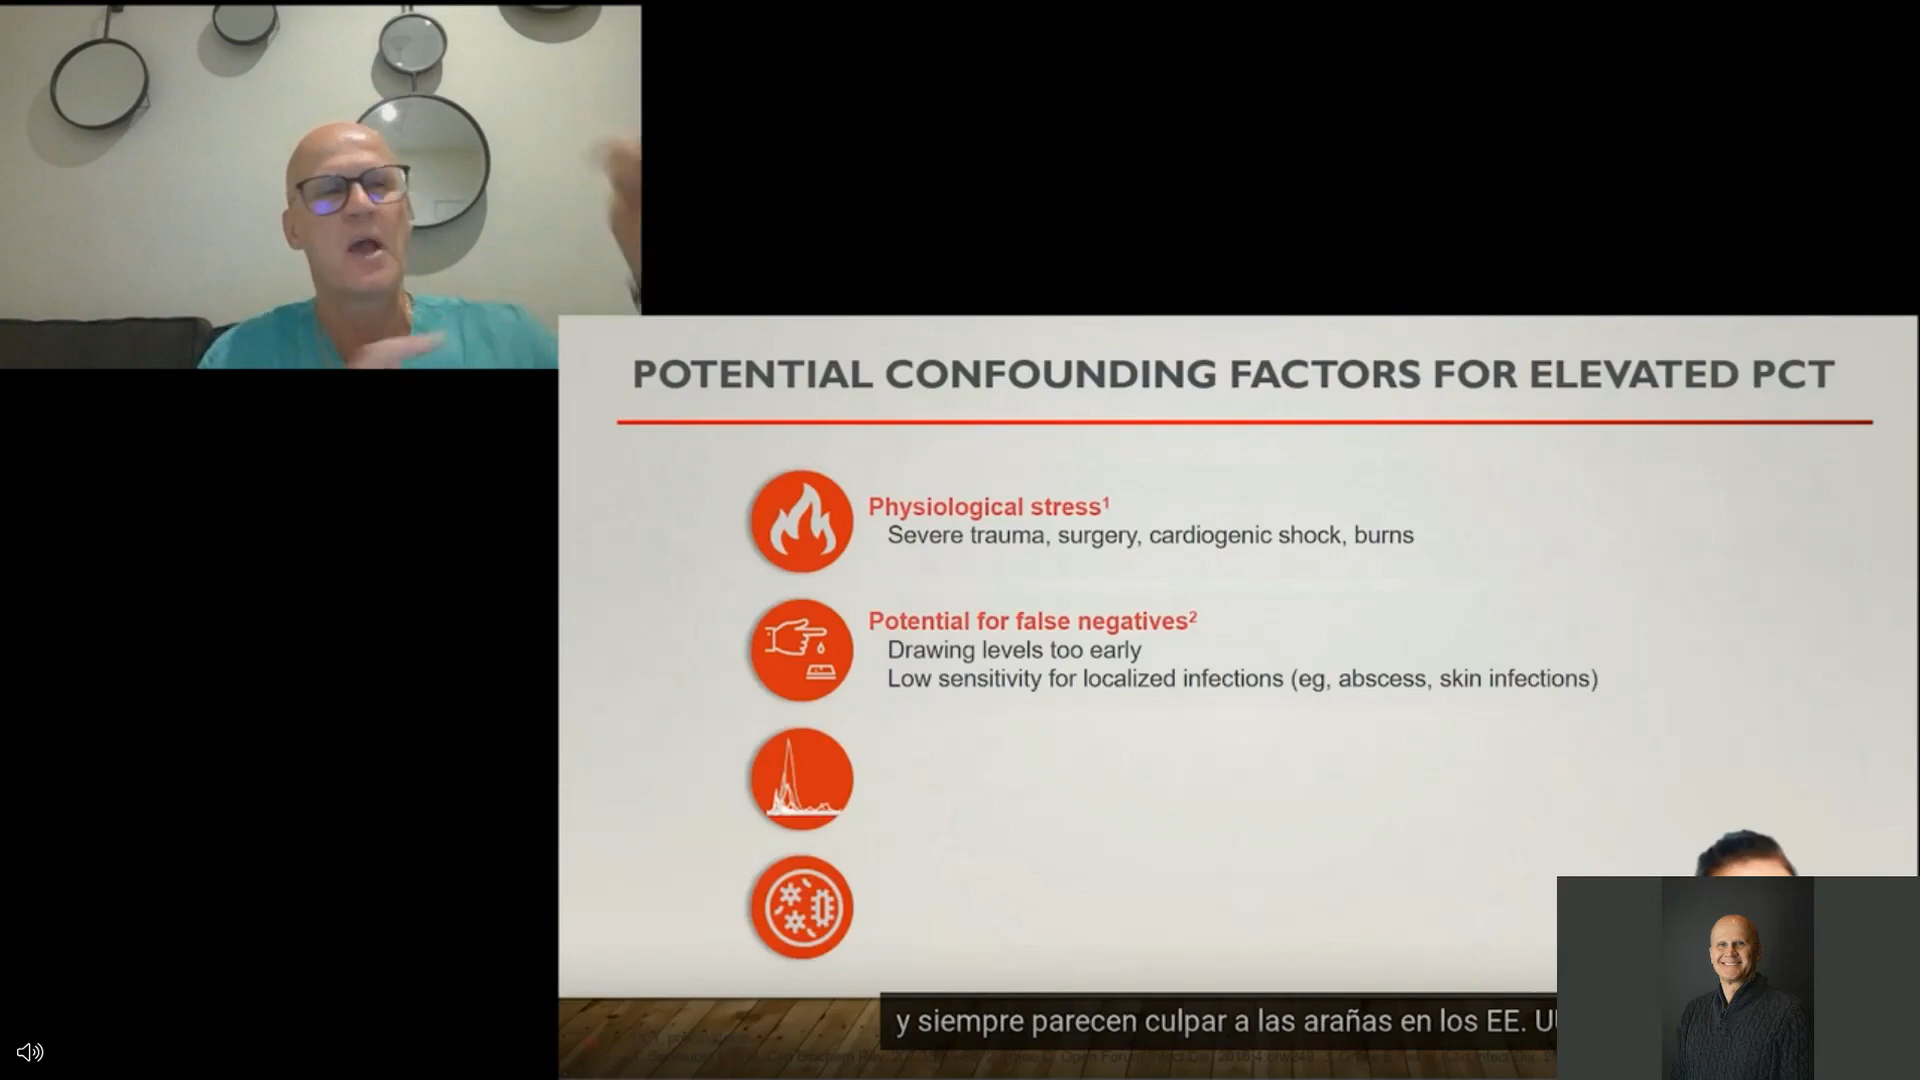 POTENTIAL CONFOUNDING FACTORS FOR ELEVATED PCT
Physiological stress¹
Severe trauma, surgery, cardiogenic shock, burns
Potential for false negatives²
Drawing levels too early
Low sensitivity for localized infections (eg, abscess, skin infections)
y siempre parecen culpar a las arañas en los EE.